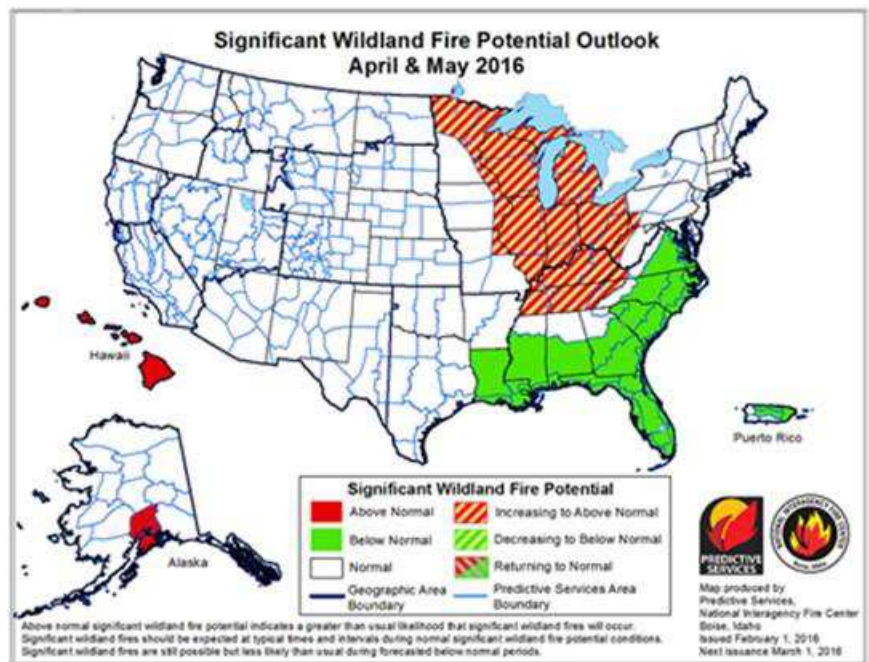 Significant Wildland Fire Potential Outlook
April & May 2016
Hawaii
Puerto Rico
Alaska
Significant Wildland Fire Potential
Above Normal
Increasing to Above Normal
Below Normal
Decreasing to Below Normal
Normal
Returning to Normal
Geographic Area
Boundary
Predictive Services Area
Boundary
PREDICTIVE
SERVICES
NATIONAL INTERAGENCY FIRE CENTER
Map produced by
Predictive Services,
National Interagency Fire Center
Boise, Idaho
Issued February 1, 2016
Next issuance March 1, 2016
Above normal significant wildland fire potential indicates a greater than usual likelihood that significant wildland fires will occur.
Significant wildland fires should be expected at typical times and intervals during normal significant wildland fire potential conditions.
Significant wildland fires are still possible but less likely than usual during forecasted below normal periods.